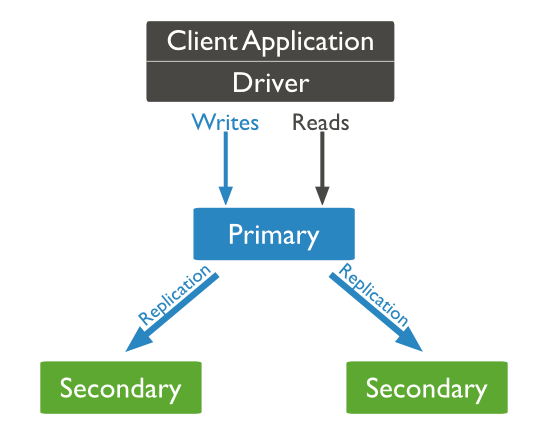 Client Application
Driver
Writes
Reads
Primary
Replication
Replication
Secondary
Secondary